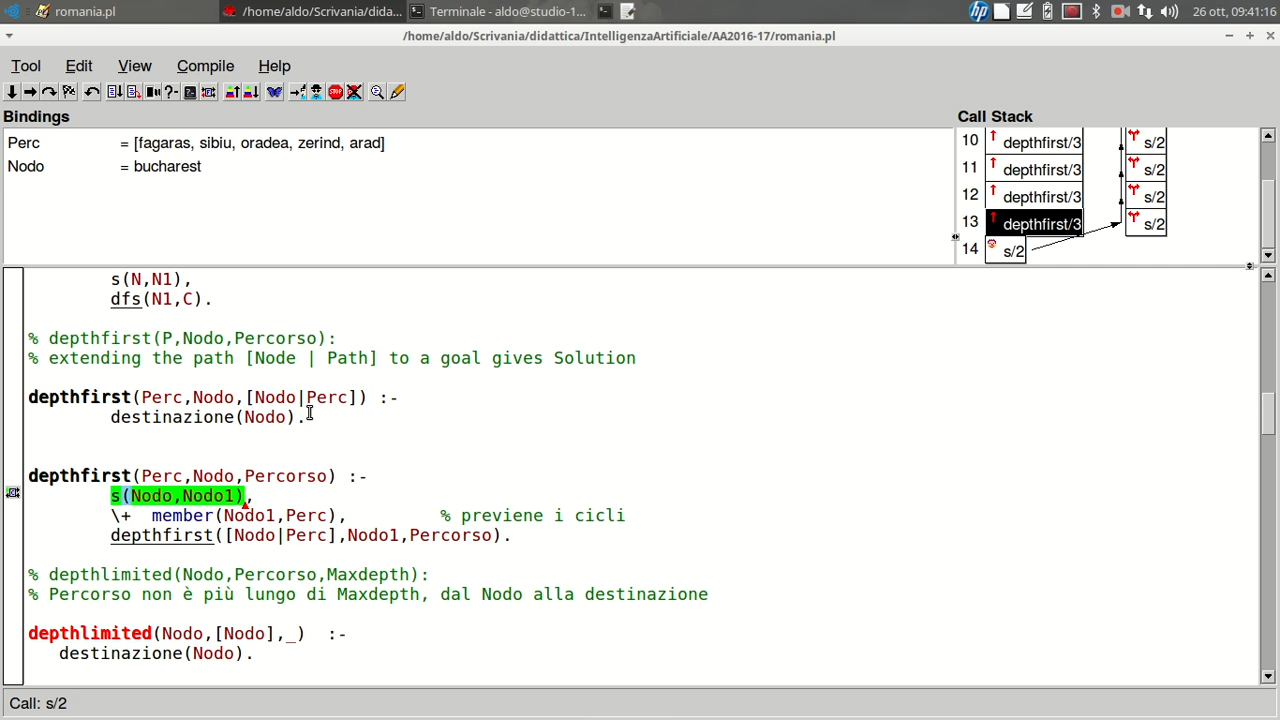 romania.pl
/home/aldo/Scrivania/dida...
Terminale - aldo@studio-1...
26 ott, 09:41:16
/home/aldo/Scrivania/didattica/IntelligenzaArtificiale/AA2016-17/romania.pl
Tool Edit View Compile Help
Bindings
Call Stack
Perc = [fagaras, sibiu, oradea, zerind, arad]
Nodo = bucharest
10 depthfirst/3 s/2
11 depthfirst/3 s/2
12 depthfirst/3 s/2
13 depthfirst/3 s/2
14 s/2
s(N,N1),
dfs(N1,C).
% depthfirst(P,Nodo,Percorso):
% extending the path [Node | Path] to a goal gives Solution
depthfirst(Perc,Nodo,[Nodo|Perc]) :-
destinazione(Nodo).
depthfirst(Perc,Nodo,Percorso) :-
s(Nodo,Nodo1),
\+ member(Nodo1,Perc), % previene i cicli
depthfirst([Nodo|Perc],Nodo1,Percorso).
% depthlimited(Nodo,Percorso,Maxdepth):
% Percorso non è più lungo di Maxdepth, dal Nodo alla destinazione
depthlimited(Nodo,[Nodo],_) :-
destinazione(Nodo).
Call: s/2